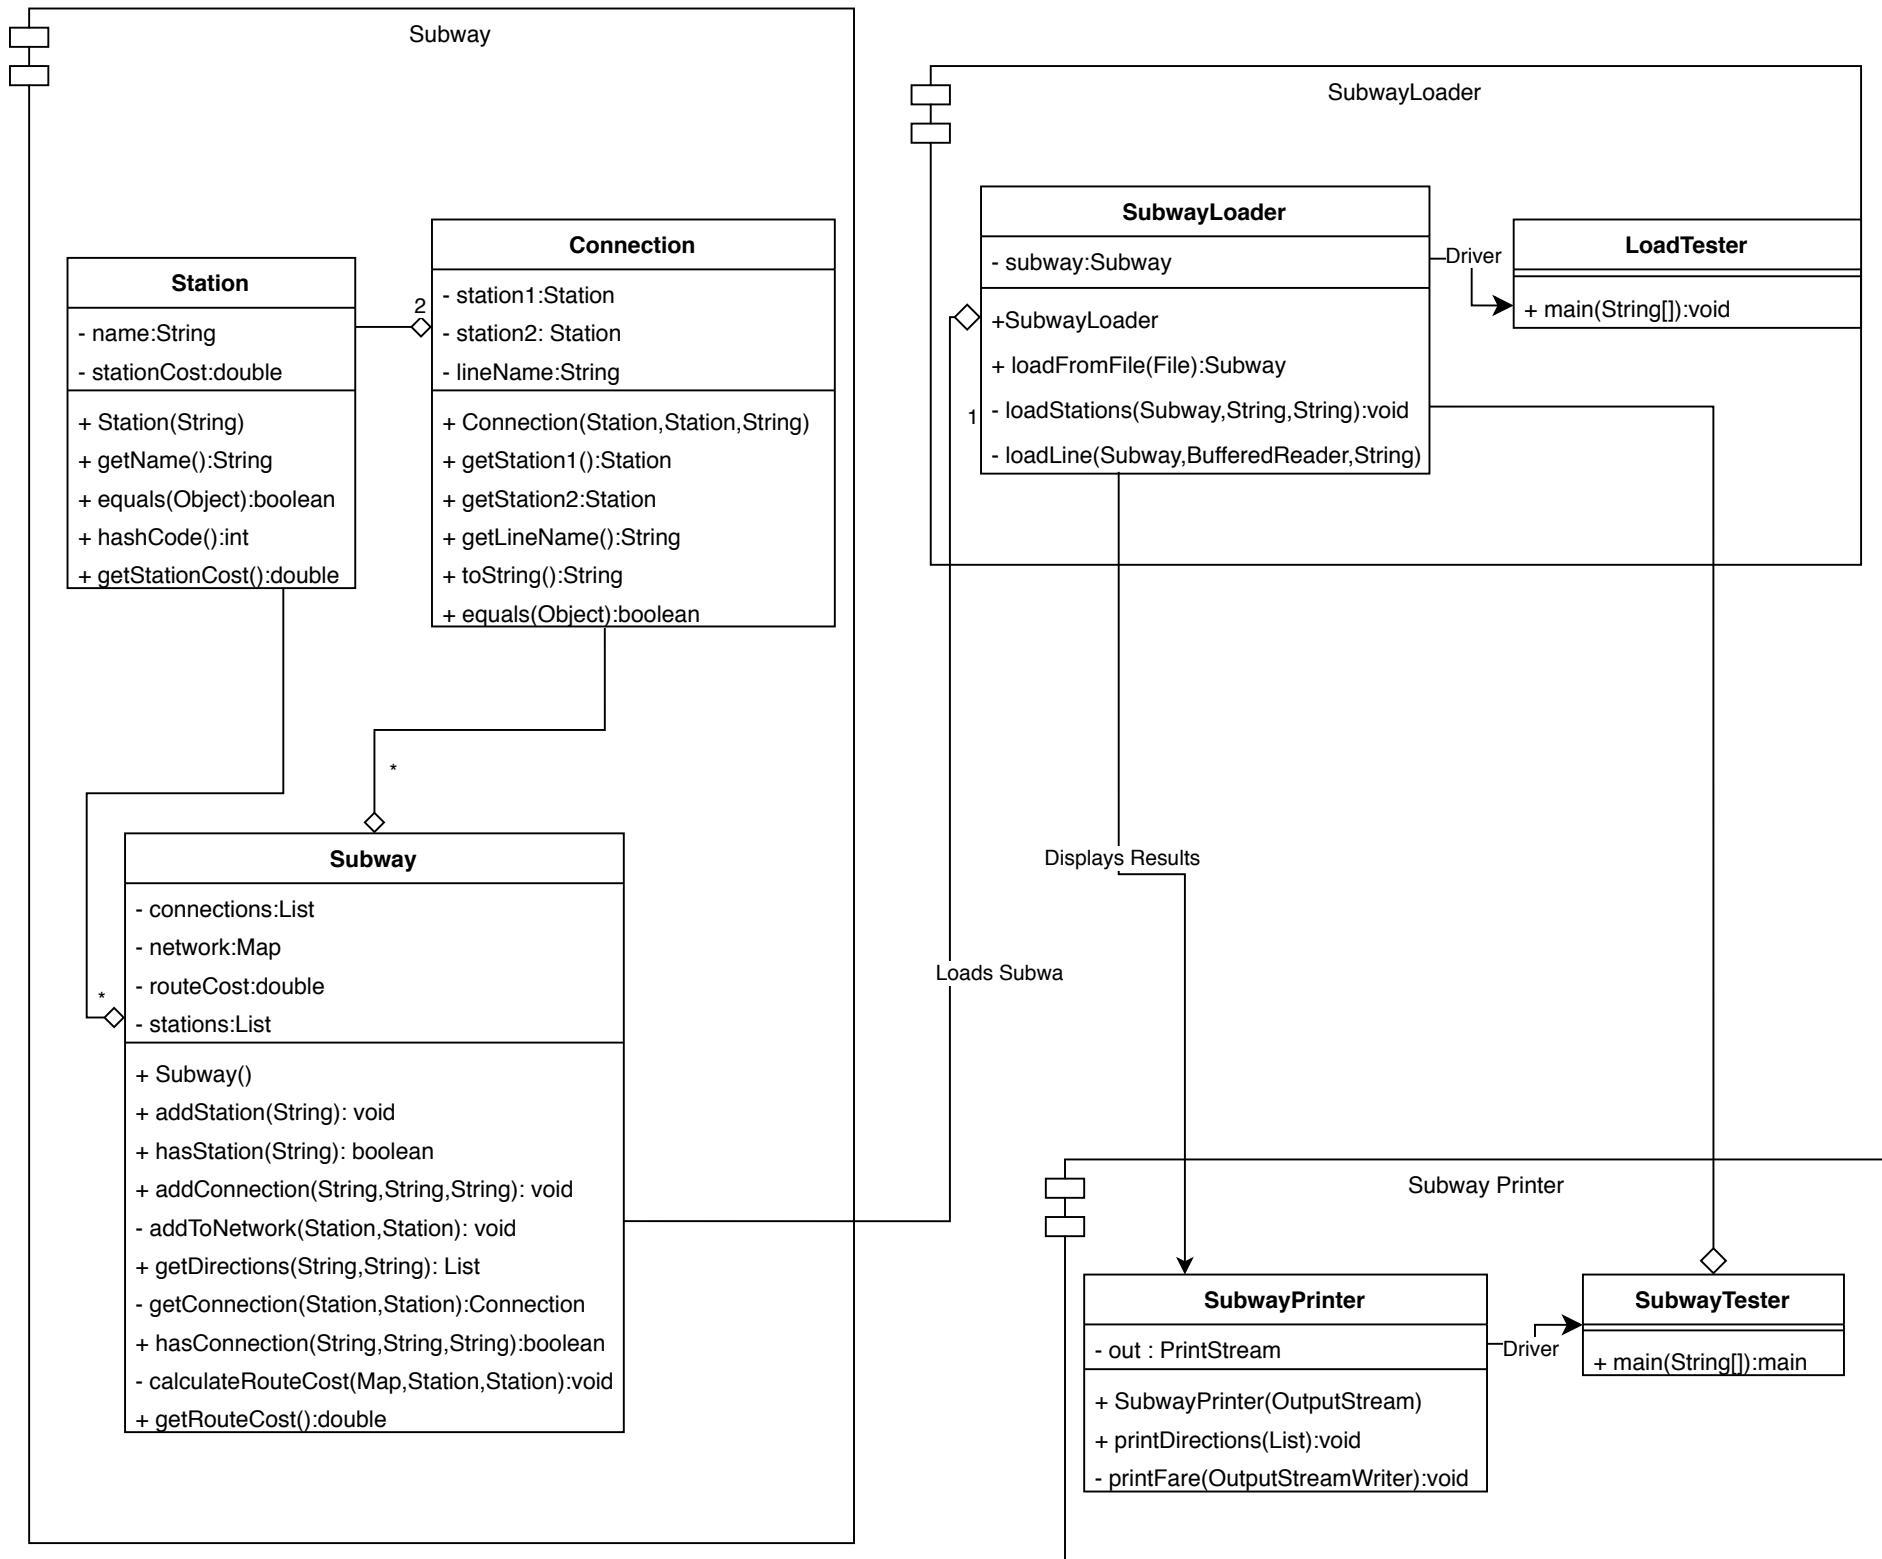 Subway
Station
- name:String
- stationCost:double
+ Station(String)
+ getName():String
+ equals(Object):boolean
+ hashCode():int
+ getStationCost():double
2
Connection
- station1:Station
- station2: Station
- lineName:String
+ Connection(Station,Station,String)
+ getStation1():Station
+ getStation2:Station
+ getLineName():String
+ toString():String
+ equals(Object):boolean
*
*
Subway
- connections:List
- network:Map
- routeCost:double
- stations:List
+ Subway()
+ addStation(String): void
+ hasStation(String): boolean
+ addConnection(String,String,String): void
- addToNetwork(Station,Station): void
+ getDirections(String,String): List
- getConnection(Station,Station):Connection
+ hasConnection(String,String,String):boolean
- calculateRouteCost(Map,Station,Station):void
+ getRouteCost():double
SubwayLoader
SubwayLoader
- subway:Subway
+SubwayLoader
+ loadFromFile(File):Subway
- loadStations(Subway,String,String):void
- loadLine(Subway,BufferedReader,String)
1
Driver
LoadTester
+ main(String[]):void
Displays Results
Loads Subwa
Subway Printer
SubwayPrinter
- out : PrintStream
+ SubwayPrinter(OutputStream)
+ printDirections(List):void
- printFare(OutputStreamWriter):void
Driver
SubwayTester
+ main(String[]):main